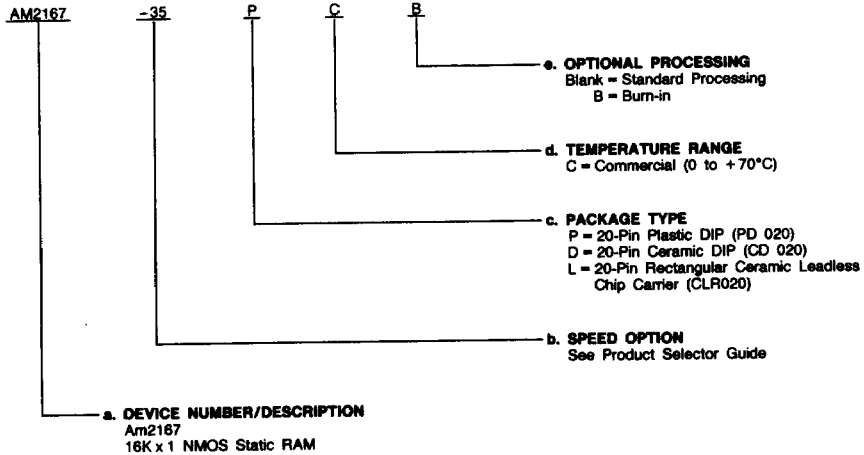 AM2167 -35 P C B
e. OPTIONAL PROCESSING
Blank = Standard Processing
B = Burn-in
d. TEMPERATURE RANGE
C = Commercial (0 to +70°C)
c. PACKAGE TYPE
P = 20-Pin Plastic DIP (PD 020)
D = 20-Pin Ceramic DIP (CD 020)
L = 20-Pin Rectangular Ceramic Leadless
Chip Carrier (CLR020)
b. SPEED OPTION
See Product Selector Guide
a. DEVICE NUMBER/DESCRIPTION
Am2167
16K x 1 NMOS Static RAM